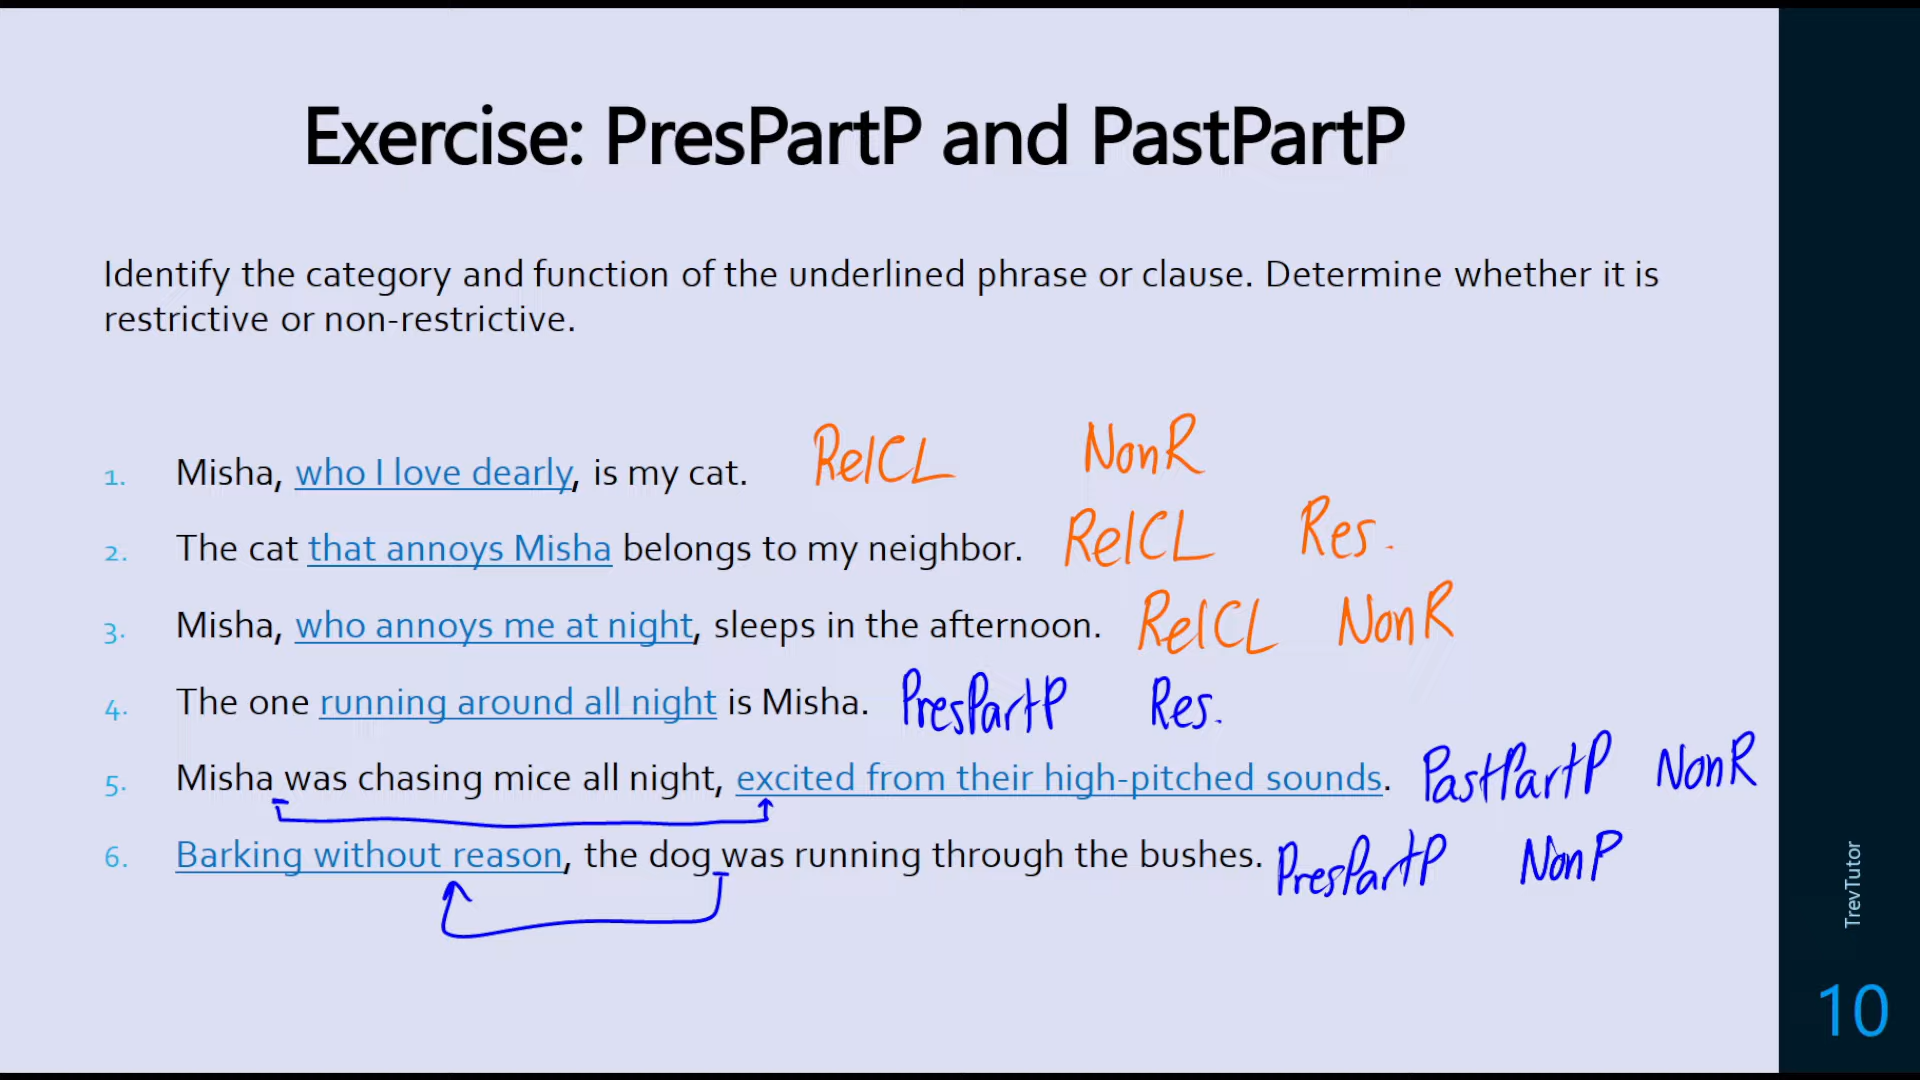 Exercise: PresPartP and PastPartP
Identify the category and function of the underlined phrase or clause. Determine whether it is
restrictive or non-restrictive.
1. Misha, who I love dearly, is my cat. RelCL NonR
2. The cat that annoys Misha belongs to my neighbor. RelCL Res.
3. Misha, who annoys me at night, sleeps in the afternoon. RelCL NonR
4. The one running around all night is Misha. PresPartP Res.
5. Misha was chasing mice all night, excited from their high-pitched sounds. PastPartP NonR
6. Barking without reason, the dog was running through the bushes. PresPartP NonP
TrevTutor
10